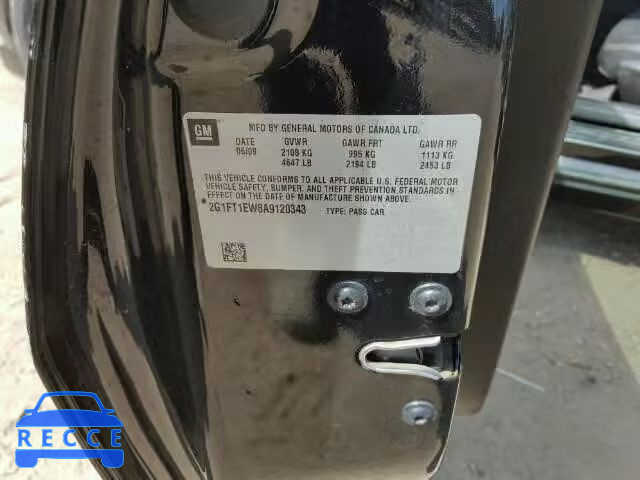 GM
MFD BY GENERAL MOTORS OF CANADA LTD.
DATE GVWR GAWR FRT GAWR RR
06/09 2108 KG 995 KG 1113 KG
4647 LB 2194 LB 2453 LB
THIS VEHICLE CONFORMS TO ALL APPLICABLE U.S. FEDERAL MOTOR
VEHICLE SAFETY, BUMPER, AND THEFT PREVENTION STANDARDS IN
EFFECT ON THE DATE OF MANUFACTURE SHOWN ABOVE.
*2G1FT1EW8A9120343* TYPE: PASS CAR
RECCE